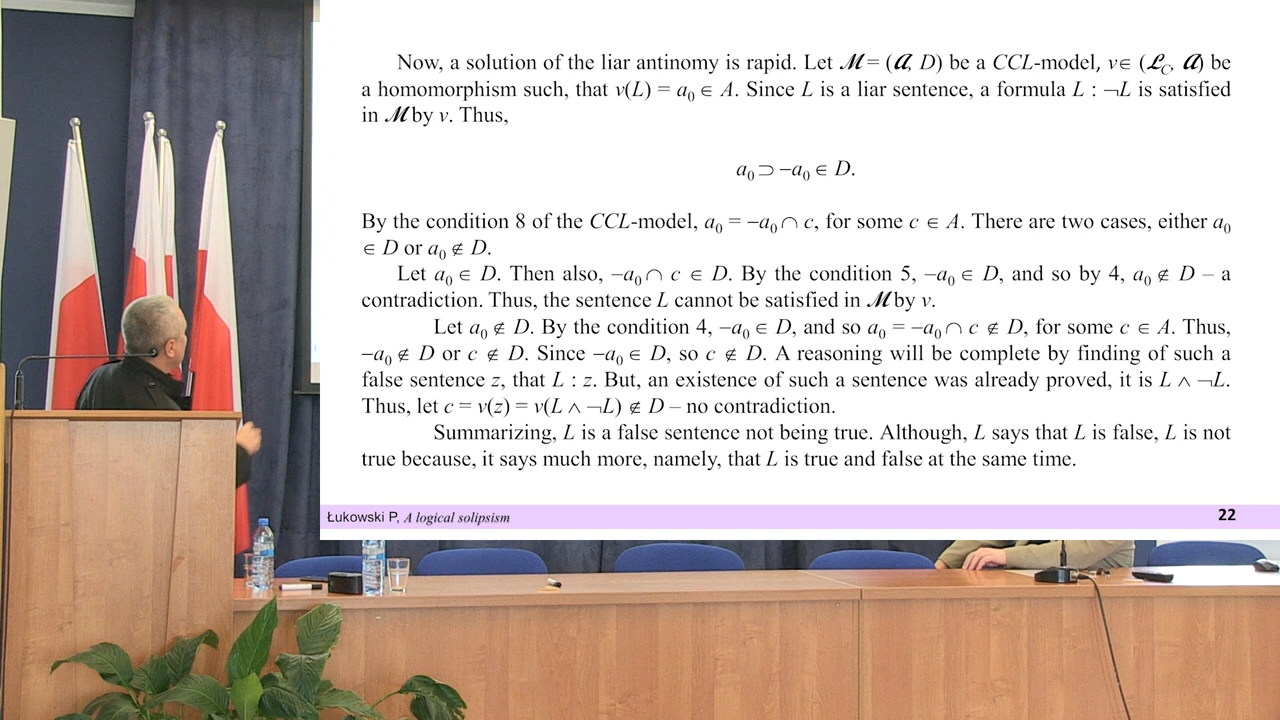 Now, a solution of the liar antinomy is rapid. Let ℳ = (𝒜, D) be a CCL-model, v∈ (ℒC, 𝒜) be
a homomorphism such, that v(L) = a₀ ∈ A. Since L is a liar sentence, a formula L : ¬L is satisfied
in ℳ by v. Thus,
a₀ ⊃ −a₀ ∈ D.
By the condition 8 of the CCL-model, a₀ = −a₀ ∩ c, for some c ∈ A. There are two cases, either a₀
∈ D or a₀ ∉ D.
Let a₀ ∈ D. Then also, −a₀ ∩ c ∈ D. By the condition 5, −a₀ ∈ D, and so by 4, a₀ ∉ D – a
contradiction. Thus, the sentence L cannot be satisfied in ℳ by v.
Let a₀ ∉ D. By the condition 4, −a₀ ∈ D, and so a₀ = −a₀ ∩ c ∉ D, for some c ∈ A. Thus,
−a₀ ∉ D or c ∉ D. Since −a₀ ∈ D, so c ∉ D. A reasoning will be complete by finding of such a
false sentence z, that L : z. But, an existence of such a sentence was already proved, it is L ∧ ¬L.
Thus, let c = v(z) = v(L ∧ ¬L) ∉ D – no contradiction.
Summarizing, L is a false sentence not being true. Although, L says that L is false, L is not
true because, it says much more, namely, that L is true and false at the same time.
Łukowski P, A logical solipsism
22